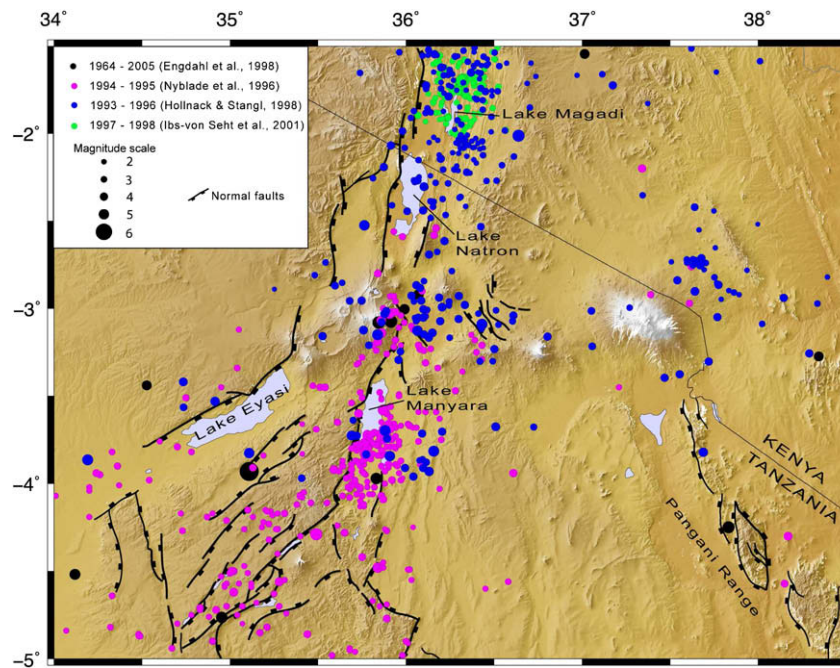 34° 35° 36° 37° 38°
1964 - 2005 (Engdahl et al., 1998)
1994 - 1995 (Nyblade et al., 1996)
1993 - 1996 (Hollnack & Stangl, 1998)
1997 - 1998 (Ibs-von Seht et al., 2001)
Magnitude scale
2
3
4
5
6
Normal faults
Lake Magadi
−2°
Lake
Natron
−3°
Lake
Manyara
Lake Eyasi
KENYA
TANZANIA
−4°
Pangani Range
−5°